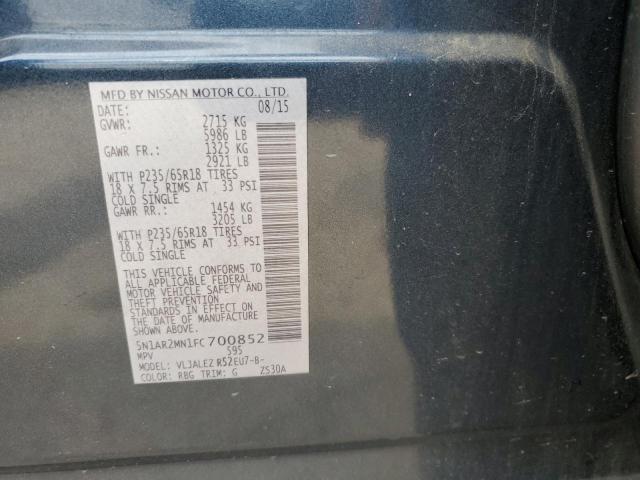 MFD BY NISSAN MOTOR CO., LTD.
DATE: 08/15
GVWR: 2715 KG
5986 LB
GAWR FR.: 1325 KG
2921 LB
WITH P235/65R18 TIRES
18 X 7.5 RIMS AT 33 PSI
COLD SINGLE
GAWR RR.: 1454 KG
3205 LB
WITH P235/65R18 TIRES
18 X 7.5 RIMS AT 33 PSI
COLD SINGLE
THIS VEHICLE CONFORMS TO
ALL APPLICABLE FEDERAL
MOTOR VEHICLE SAFETY AND
THEFT PREVENTION
STANDARDS IN EFFECT ON
THE DATE OF MANUFACTURE
SHOWN ABOVE.
5N1AR2MN1FC700852
MPV 595
MODEL: VLJALEZ R52EU7-B-
COLOR: RBG TRIM: G ZS30A